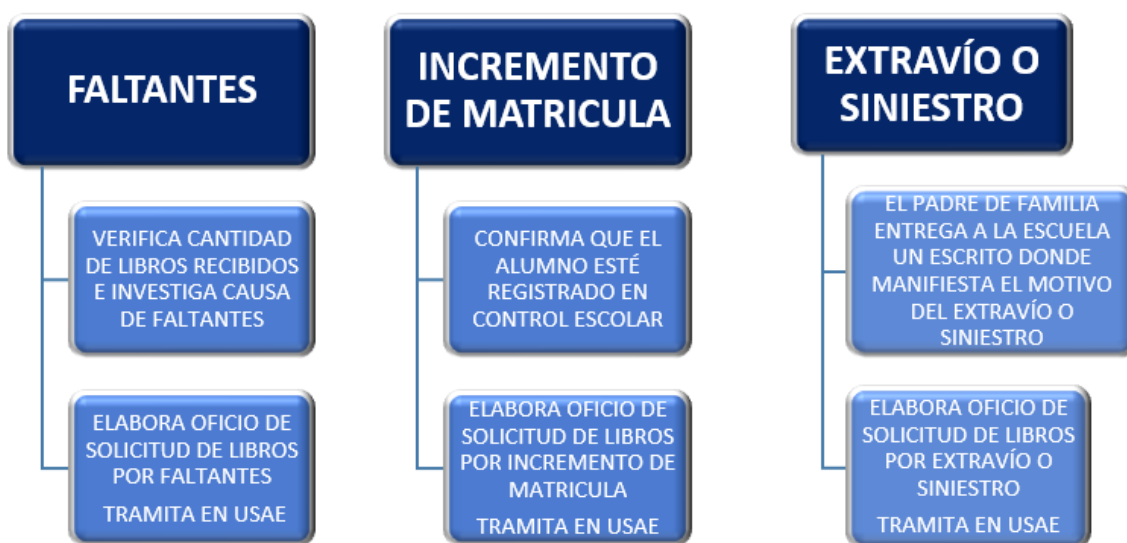 FALTANTES
VERIFICA CANTIDAD
DE LIBROS RECIBIDOS
E INVESTIGA CAUSA
DE FALTANTES
ELABORA OFICIO DE
SOLICITUD DE LIBROS
POR FALTANTES
TRAMITA EN USAE
INCREMENTO
DE MATRICULA
CONFIRMA QUE EL
ALUMNO ESTÉ
REGISTRADO EN
CONTROL ESCOLAR
ELABORA OFICIO DE
SOLICITUD DE LIBROS
POR INCREMENTO DE
MATRICULA
TRAMITA EN USAE
EXTRAVÍO O
SINIESTRO
EL PADRE DE FAMILIA
ENTREGA A LA ESCUELA
UN ESCRITO DONDE
MANIFIESTA EL MOTIVO
DEL EXTRAVÍO O
SINIESTRO
ELABORA OFICIO DE
SOLICITUD DE LIBROS
POR EXTRAVÍO O
SINIESTRO
TRAMITA EN USAE